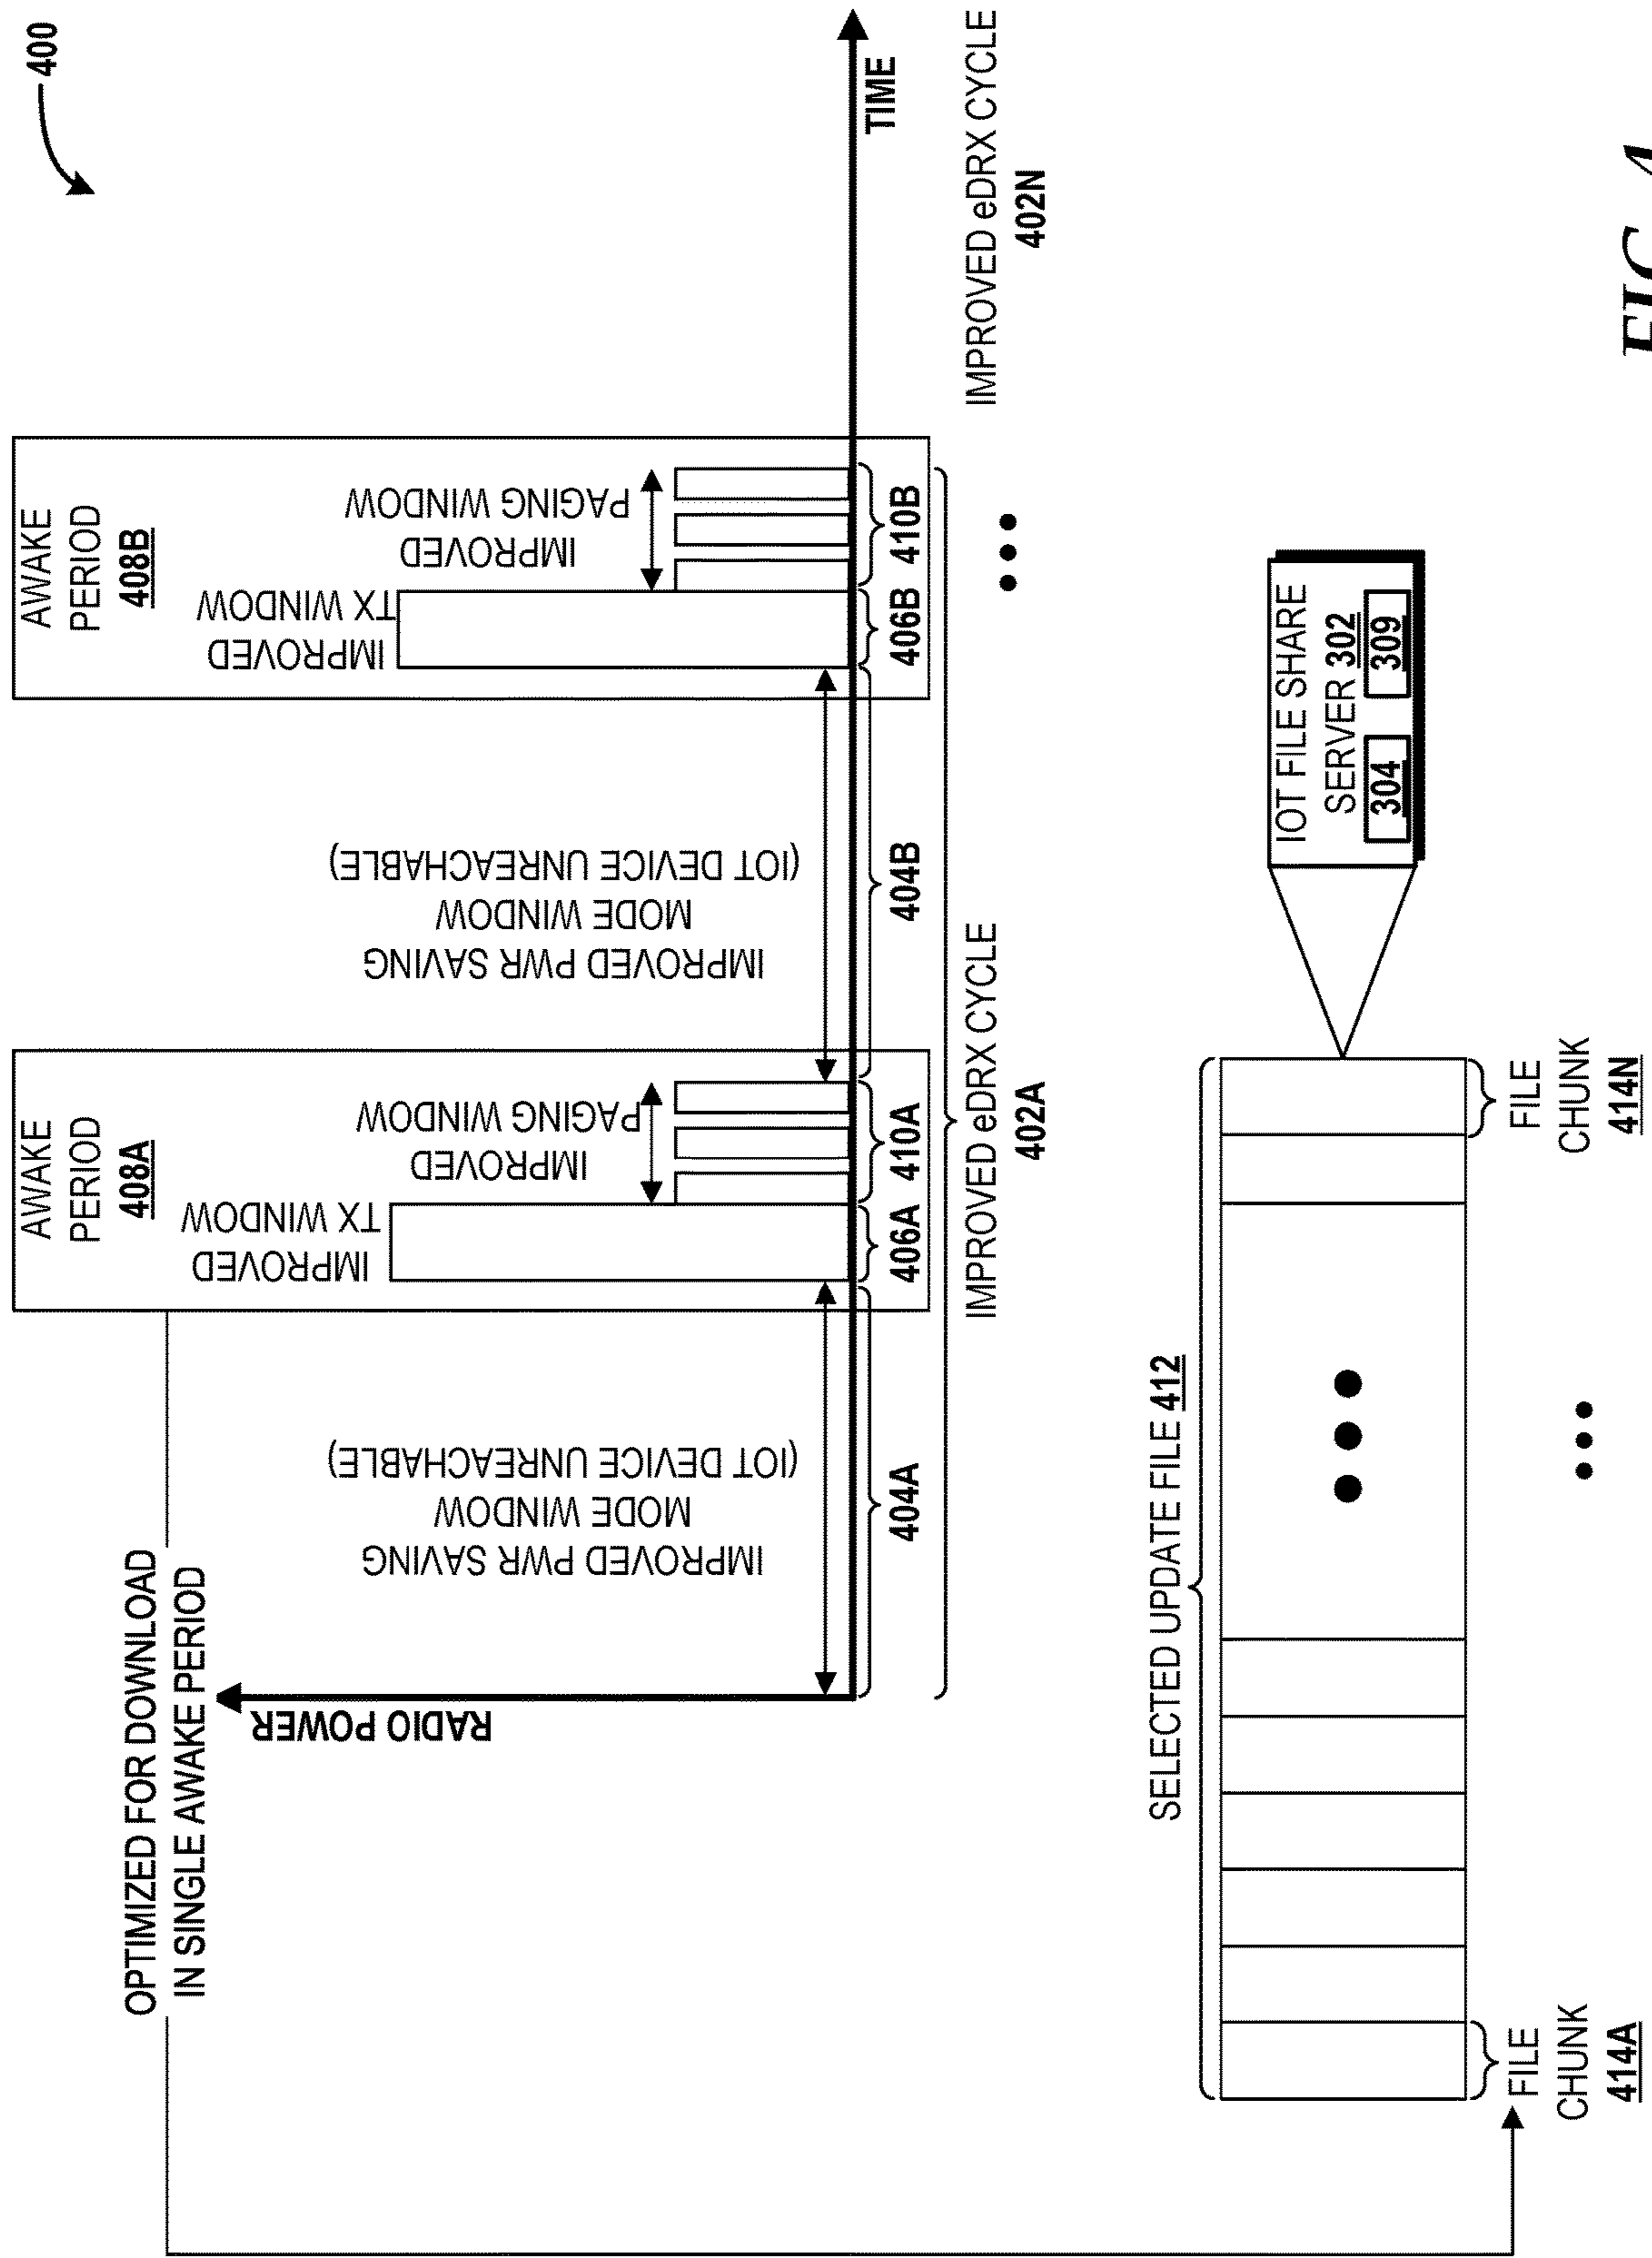 400
OPTIMIZED FOR DOWNLOAD
IN SINGLE AWAKE PERIOD
RADIO POWER
AWAKE
PERIOD
408A
IMPROVED
TX WINDOW
IMPROVED
PAGING WINDOW
AWAKE
PERIOD
408B
IMPROVED
TX WINDOW
IMPROVED
PAGING WINDOW
IMPROVED PWR SAVING
MODE WINDOW
(IOT DEVICE UNREACHABLE)
IMPROVED PWR SAVING
MODE WINDOW
(IOT DEVICE UNREACHABLE)
TIME
404A
406A
410A
404B
406B
410B
IMPROVED eDRX CYCLE
402A
IMPROVED eDRX CYCLE
402N
SELECTED UPDATE FILE 412
IOT FILE SHARE
SERVER 302
304
309
FILE
CHUNK
414A
FILE
CHUNK
414N
FIG. 4